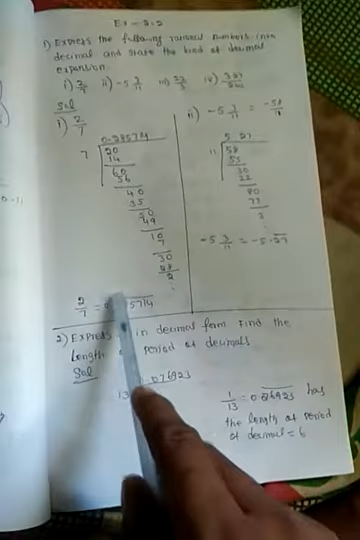 Ex - 2.2
1) Express the following rational numbers into
decimal and state the kind of decimal
expansion
i) 2/7 ii) -5 3/11 iii) 22/3 iv) 327/200
Sol
i) 2/7
0.285714
7 20
14
60
56
40
35
50
49
10
7
30
28
2
ii) -5 3/11 = -58/11
5.27
11 58
55
30
22
80
77
3
-5 3/11 = -5.27
2/7 = 5714
2) Express in decimal form Find the
Length of period of decimals
Sol
13 .076923
1/13 = 0.076923 has
the length of period
of decimal = 6